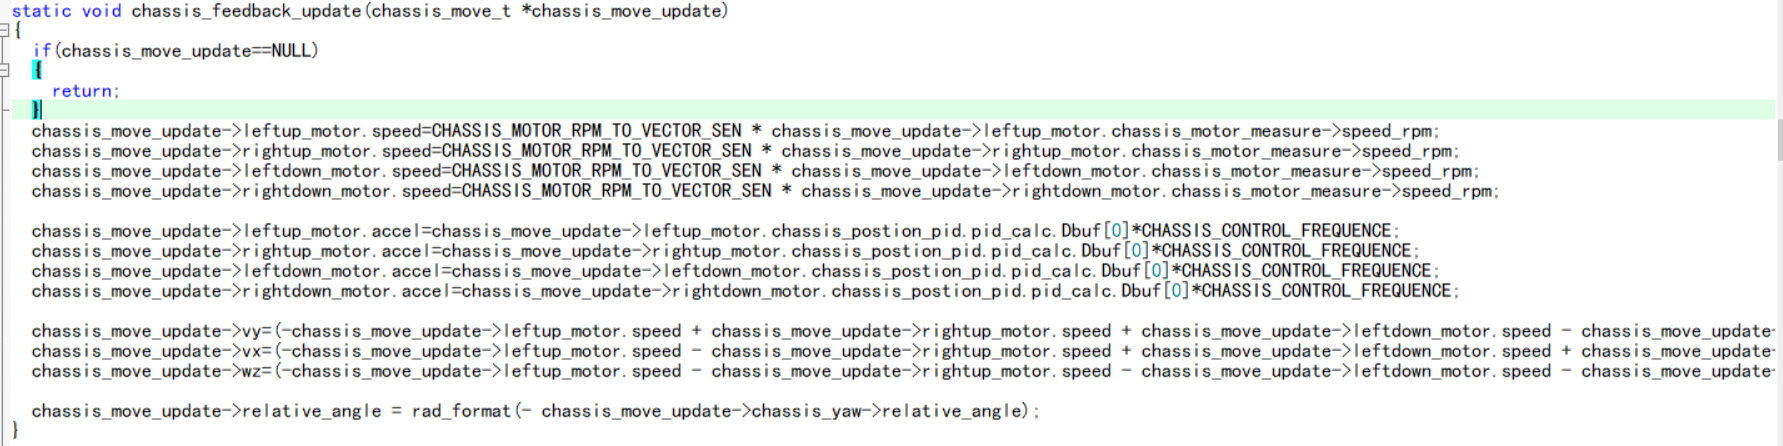 static void chassis_feedback_update(chassis_move_t *chassis_move_update)
{
if(chassis_move_update==NULL)
{
return;
}
chassis_move_update->leftup_motor.speed=CHASSIS_MOTOR_RPM_TO_VECTOR_SEN * chassis_move_update->leftup_motor.chassis_motor_measure->speed_rpm;
chassis_move_update->rightup_motor.speed=CHASSIS_MOTOR_RPM_TO_VECTOR_SEN * chassis_move_update->rightup_motor.chassis_motor_measure->speed_rpm;
chassis_move_update->leftdown_motor.speed=CHASSIS_MOTOR_RPM_TO_VECTOR_SEN * chassis_move_update->leftdown_motor.chassis_motor_measure->speed_rpm;
chassis_move_update->rightdown_motor.speed=CHASSIS_MOTOR_RPM_TO_VECTOR_SEN * chassis_move_update->rightdown_motor.chassis_motor_measure->speed_rpm;
chassis_move_update->leftup_motor.accel=chassis_move_update->leftup_motor.chassis_postion_pid.pid_calc.Dbuf[0]*CHASSIS_CONTROL_FREQUENCE;
chassis_move_update->rightup_motor.accel=chassis_move_update->rightup_motor.chassis_postion_pid.pid_calc.Dbuf[0]*CHASSIS_CONTROL_FREQUENCE;
chassis_move_update->leftdown_motor.accel=chassis_move_update->leftdown_motor.chassis_postion_pid.pid_calc.Dbuf[0]*CHASSIS_CONTROL_FREQUENCE;
chassis_move_update->rightdown_motor.accel=chassis_move_update->rightdown_motor.chassis_postion_pid.pid_calc.Dbuf[0]*CHASSIS_CONTROL_FREQUENCE;
chassis_move_update->vy=(-chassis_move_update->leftup_motor.speed + chassis_move_update->rightup_motor.speed + chassis_move_update->leftdown_motor.speed - chassis_move_update-
chassis_move_update->vx=(-chassis_move_update->leftup_motor.speed - chassis_move_update->rightup_motor.speed + chassis_move_update->leftdown_motor.speed + chassis_move_update-
chassis_move_update->wz=(-chassis_move_update->leftup_motor.speed - chassis_move_update->rightup_motor.speed - chassis_move_update->leftdown_motor.speed - chassis_move_update-
chassis_move_update->relative_angle = rad_format(- chassis_move_update->chassis_yaw->relative_angle);
}